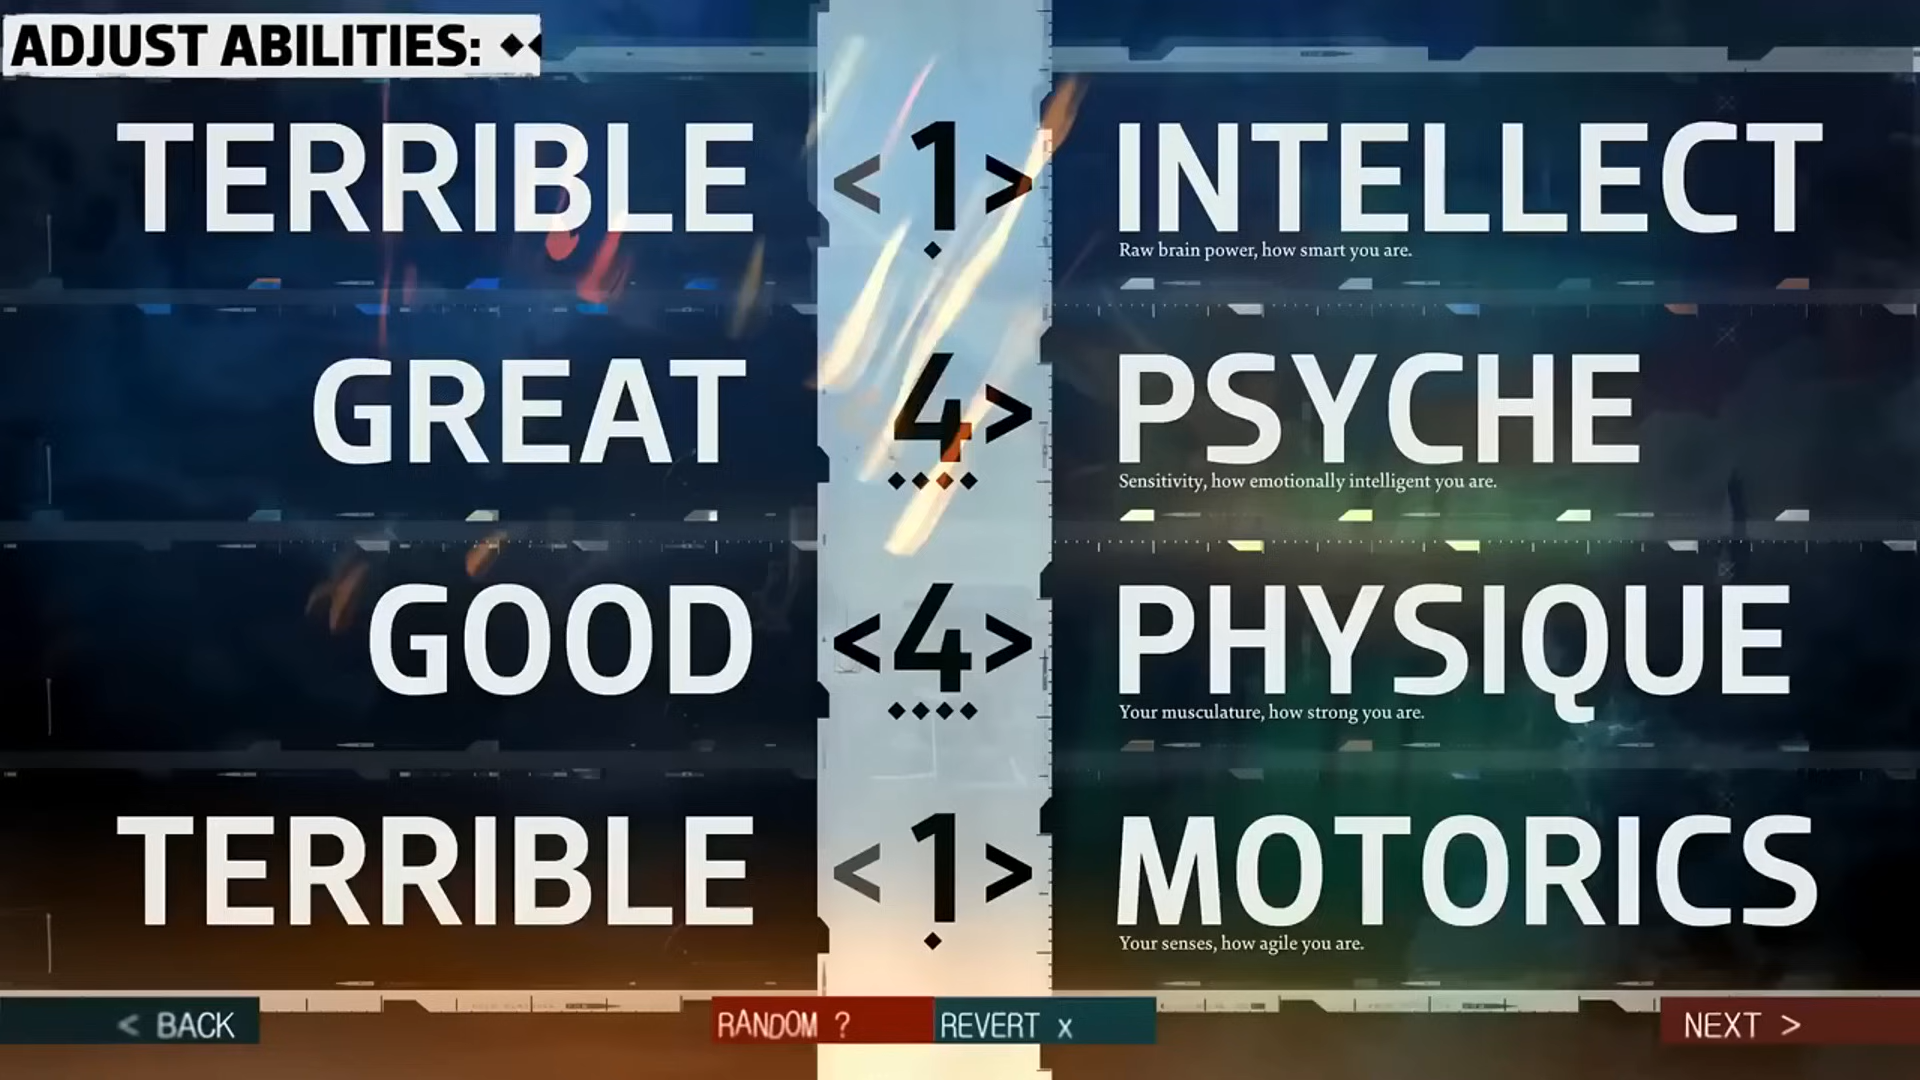 ADJUST ABILITIES:
TERRIBLE <1> INTELLECT
Raw brain power, how smart you are.
GREAT 4> PSYCHE
Sensitivity, how emotionally intelligent you are.
GOOD <4> PHYSIQUE
Your musculature, how strong you are.
TERRIBLE <1> MOTORICS
Your senses, how agile you are.
< BACK RANDOM ? REVERT x NEXT >